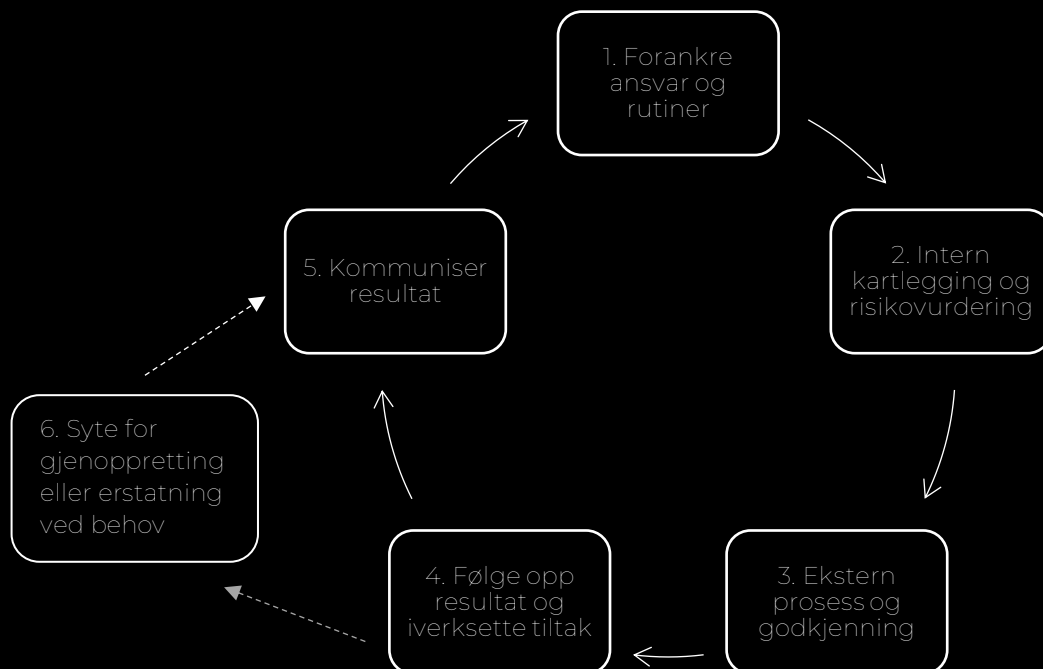 1. Forankre
ansvar og
rutiner
2. Intern
kartlegging og
risikovurdering
3. Ekstern
prosess og
godkjenning
4. Følge opp
resultat og
iverksette tiltak
5. Kommuniser
resultat
6. Syte for
gjenoppretting
eller erstatning
ved behov